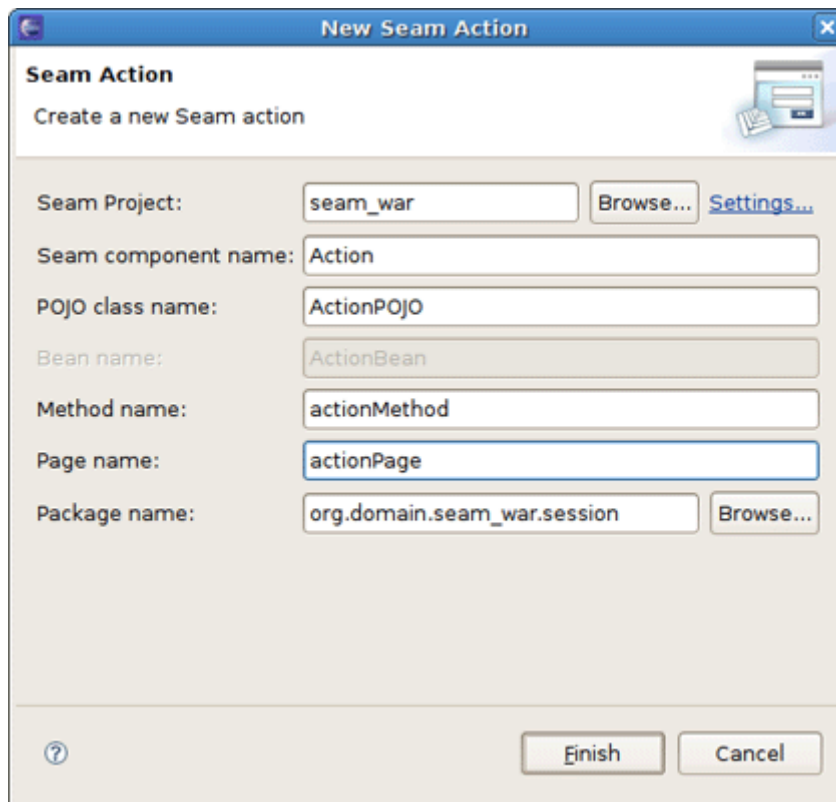 New Seam Action
Seam Action
Create a new Seam action
Seam Project: seam_war Browse... Settings...
Seam component name: Action
POJO class name: ActionPOJO
Bean name: ActionBean
Method name: actionMethod
Page name: actionPage
Package name: org.domain.seam_war.session Browse...
? Finish Cancel